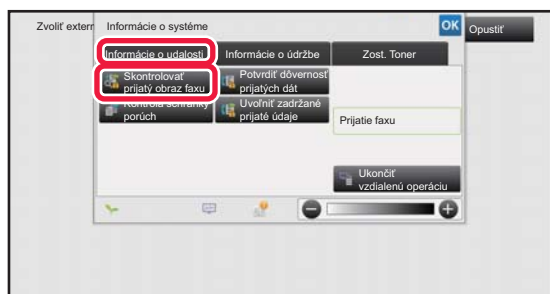 Zvoliť extern
Informácie o systéme
OK
Opustiť
Informácie o udalosti
Informácie o údržbe
Zost. Toner
Skontrolovať
prijatý obraz faxu
Potvrdiť dôvernosť
prijatých dát
Kontrola schránky
porúch
Uvoľniť zadržané
prijaté údaje
Prijatie faxu
Ukončiť
vzdialenú operáciu